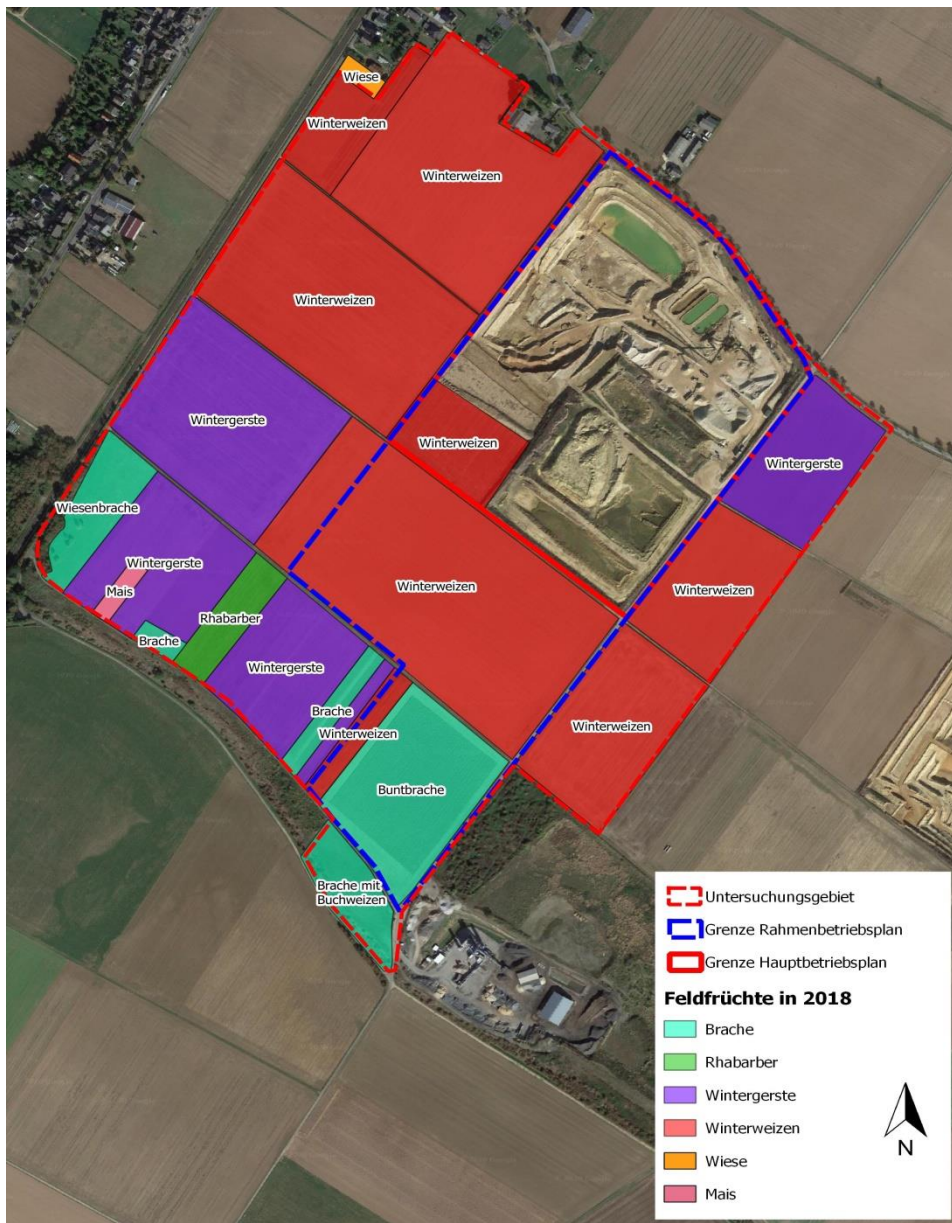 Wiese
Winterweizen
Winterweizen
Winterweizen
Wintergerste
Winterweizen
Wintergerste
Wiesenbrache
Wintergerste
Mais
Rhabarber
Brache
Winterweizen
Winterweizen
Wintergerste
Brache
Winterweizen
Winterweizen
Buntbrache
Brache mit
Buchweizen
Untersuchungsgebiet
Grenze Rahmenbetriebsplan
Grenze Hauptbetriebsplan
Feldfrüchte in 2018
Brache
Rhabarber
Wintergerste
Winterweizen
Wiese
Mais
N